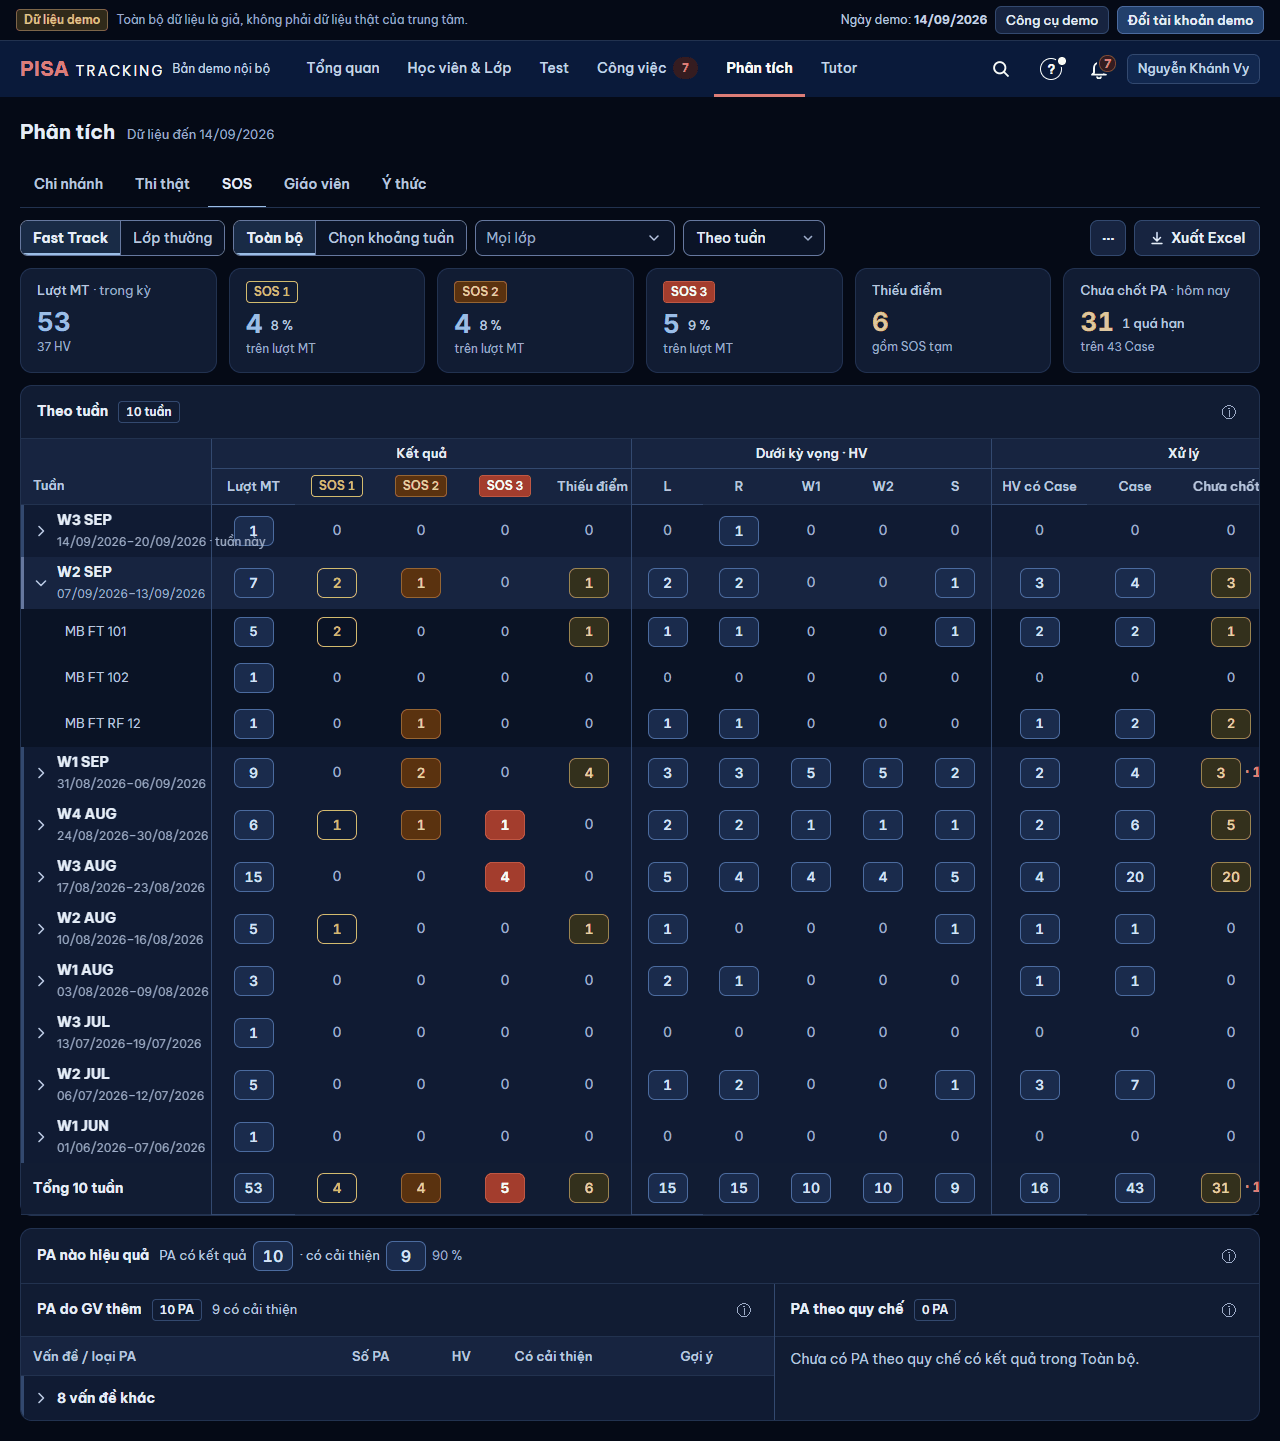 Dữ liệu demo Toàn bộ dữ liệu là giả, không phải dữ liệu thật của trung tâm. Ngày demo: 14/09/2026 Công cụ demo Đổi tài khoản demo
PISA TRACKING Bản demo nội bộ Tổng quan Học viên & Lớp Test Công việc 7 Phân tích Tutor ? 7 Nguyễn Khánh Vy
Phân tích Dữ liệu đến 14/09/2026
Chi nhánh Thi thật SOS Giáo viên Ý thức
Fast Track Lớp thường Toàn bộ Chọn khoảng tuần Mọi lớp Theo tuần ... Xuất Excel
Lượt MT · trong kỳ SOS 1 SOS 2 SOS 3 Thiếu điểm Chưa chốt PA · hôm nay
53 4 8 % 4 8 % 5 9 % 6 31 1 quá hạn
37 HV trên lượt MT trên lượt MT trên lượt MT gồm SOS tạm trên 43 Case
Theo tuần 10 tuần
Kết quả Dưới kỳ vọng · HV Xử lý
Tuần Lượt MT SOS 1 SOS 2 SOS 3 Thiếu điểm L R W1 W2 S HV có Case Case Chưa chốt
W3 SEP
14/09/2026–20/09/2026 · tuần này 1 0 0 0 0 0 1 0 0 0 0 0 0
W2 SEP
07/09/2026–13/09/2026 7 2 1 0 1 2 2 0 0 1 3 4 3
MB FT 101 5 2 0 0 1 1 1 0 0 1 2 2 1
MB FT 102 1 0 0 0 0 0 0 0 0 0 0 0 0
MB FT RF 12 1 0 1 0 0 1 1 0 0 0 1 2 2
W1 SEP
31/08/2026–06/09/2026 9 0 2 0 4 3 3 5 5 2 2 4 3 · 1
W4 AUG
24/08/2026–30/08/2026 6 1 1 1 0 2 2 1 1 1 2 6 5
W3 AUG
17/08/2026–23/08/2026 15 0 0 4 0 5 4 4 4 5 4 20 20
W2 AUG
10/08/2026–16/08/2026 5 1 0 0 1 1 0 0 0 1 1 1 0
W1 AUG
03/08/2026–09/08/2026 3 0 0 0 0 2 1 0 0 0 1 1 0
W3 JUL
13/07/2026–19/07/2026 1 0 0 0 0 0 0 0 0 0 0 0 0
W2 JUL
06/07/2026–12/07/2026 5 0 0 0 0 1 2 0 0 1 3 7 0
W1 JUN
01/06/2026–07/06/2026 1 0 0 0 0 0 0 0 0 0 0 0 0
Tổng 10 tuần 53 4 4 5 6 15 15 10 10 9 16 43 31 · 1
PA nào hiệu quả PA có kết quả 10 · có cải thiện 9 90 %
PA do GV thêm 10 PA 9 có cải thiện PA theo quy chế 0 PA
Vấn đề / loại PA Số PA HV Có cải thiện Gợi ý Chưa có PA theo quy chế có kết quả trong Toàn bộ.
8 vấn đề khác